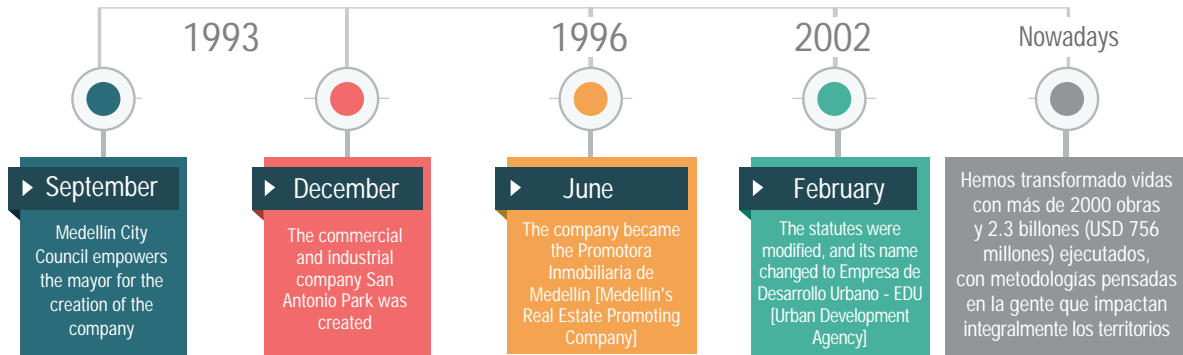 1993
1996
2002
Nowadays
September
Medellín City
Council empowers
the mayor for the
creation of the
company
December
The commercial
and industrial
company San
Antonio Park was
created
June
The company became
the Promotora
Inmobiliaria de
Medellín [Medellín's
Real Estate Promoting
Company]
February
The statutes were
modified, and its name
changed to Empresa de
Desarrollo Urbano - EDU
[Urban Development
Agency]
Hemos transformado vidas
con más de 2000 obras
y 2.3 billones (USD 756
millones) ejecutados,
con metodologías pensadas
en la gente que impactan
integralmente los territorios